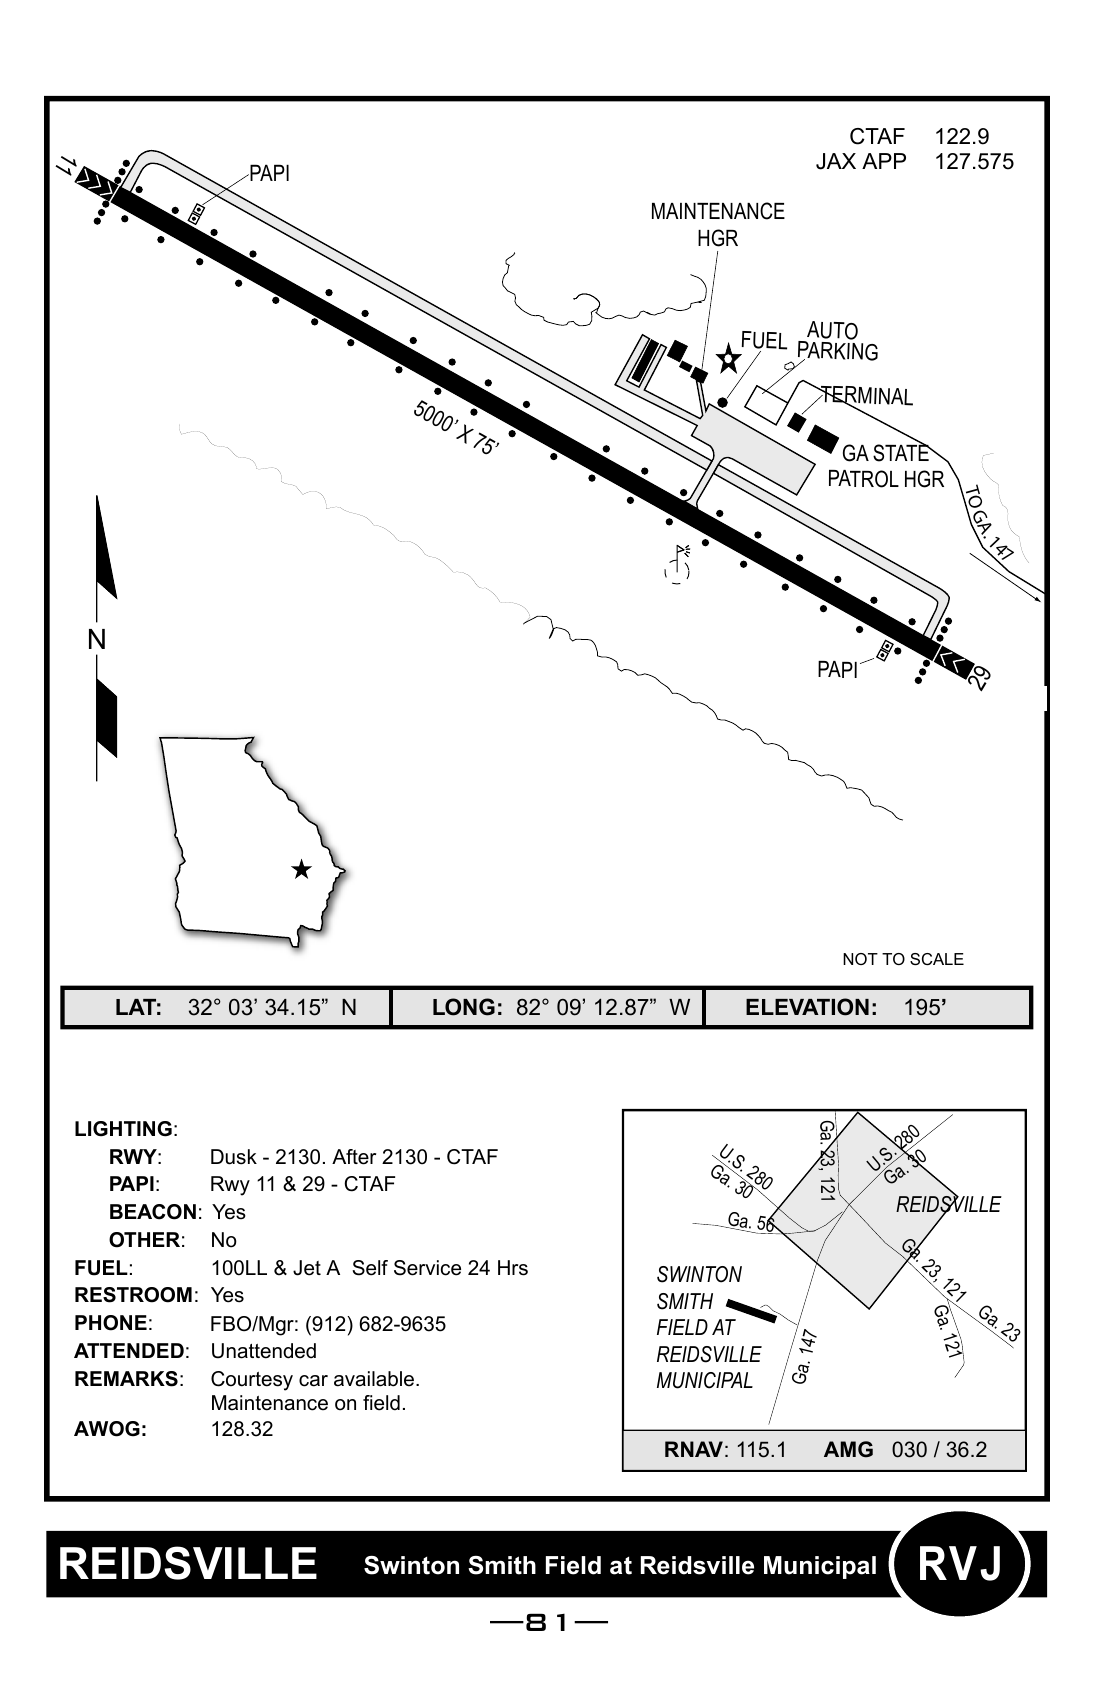 CTAF 122.9
JAX APP 127.575
11
PAPI
MAINTENANCE
HGR
FUEL
AUTO
PARKING
TERMINAL
5000’ X 75’
GA STATE
PATROL HGR
TO GA. 147
N
PAPI
29
NOT TO SCALE
LAT: 32° 03’ 34.15” N LONG: 82° 09’ 12.87” W ELEVATION: 195’
LIGHTING:
RWY: Dusk - 2130. After 2130 - CTAF
PAPI: Rwy 11 & 29 - CTAF
BEACON: Yes
OTHER: No
FUEL: 100LL & Jet A Self Service 24 Hrs
RESTROOM: Yes
PHONE: FBO/Mgr: (912) 682-9635
ATTENDED: Unattended
REMARKS: Courtesy car available.
Maintenance on field.
AWOG: 128.32
U.S. 280
Ga. 30
Ga. 23, 121
U.S. 280
Ga. 30
REIDSVILLE
Ga. 56
Ga. 23, 121
Ga. 121
Ga. 23
SWINTON
SMITH
FIELD AT
REIDSVILLE
MUNICIPAL
Ga. 147
RNAV: 115.1 AMG 030 / 36.2
REIDSVILLE Swinton Smith Field at Reidsville Municipal RVJ
—81—